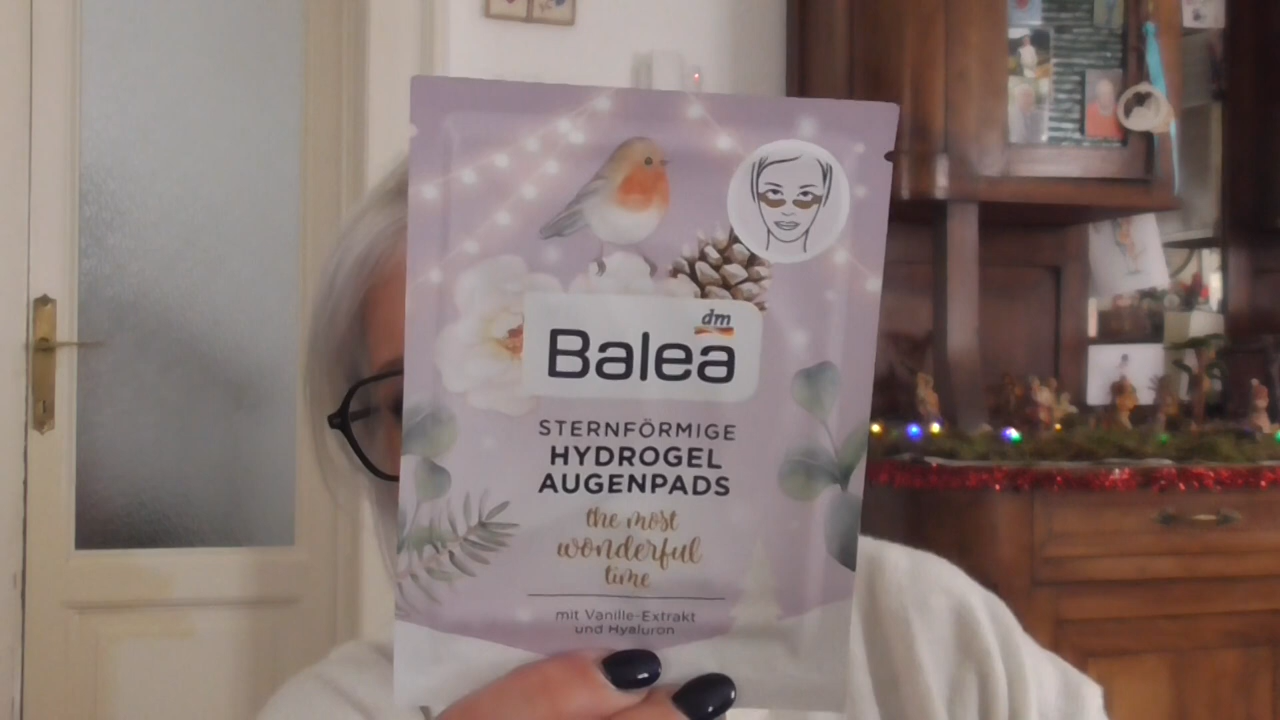 dm
Balea
STERNFÖRMIGE
HYDROGEL
AUGENPADS
the most
wonderful
time
mit Vanille-Extrakt
und Hyaluron